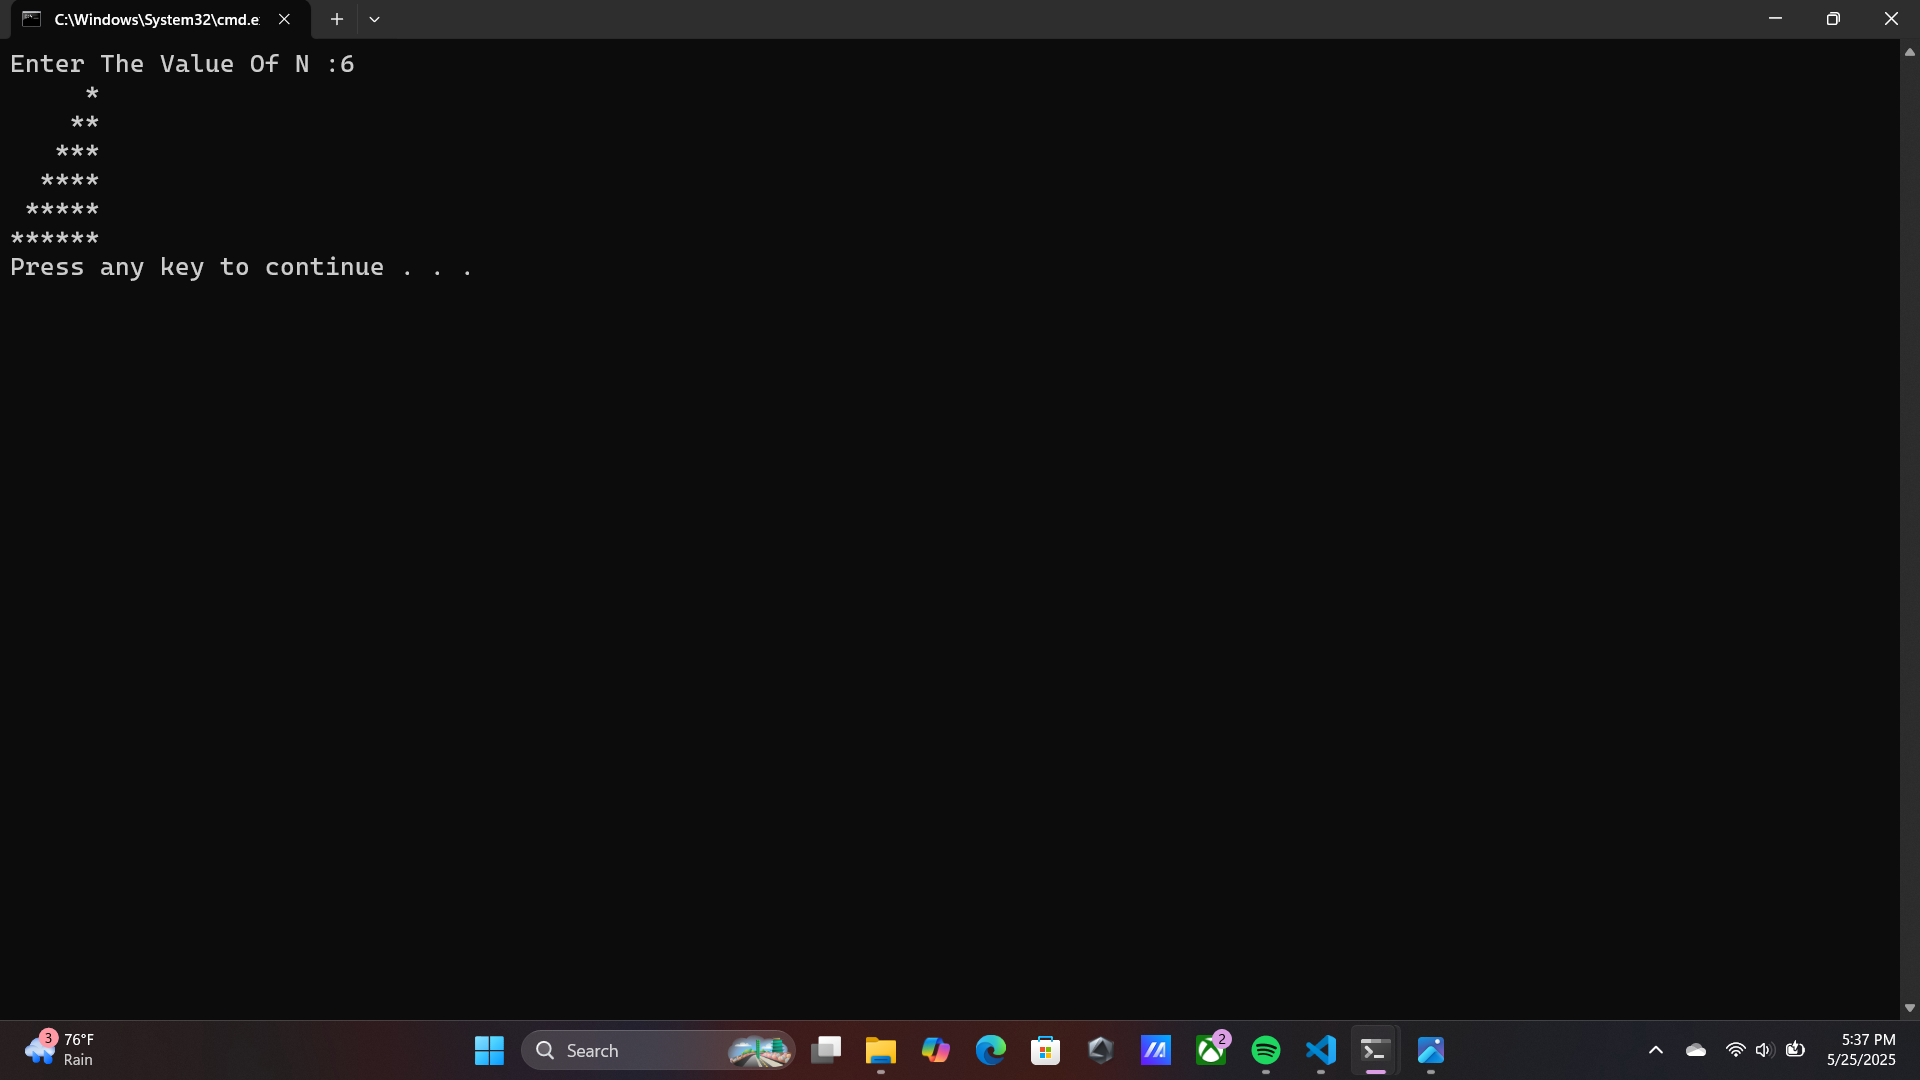 C:\Windows\System32\cmd.e
Enter The Value Of N :6
     *
    **
   ***
  ****
 *****
******
Press any key to continue . . .
3
76°F
Rain
Search
2
5:37 PM
5/25/2025